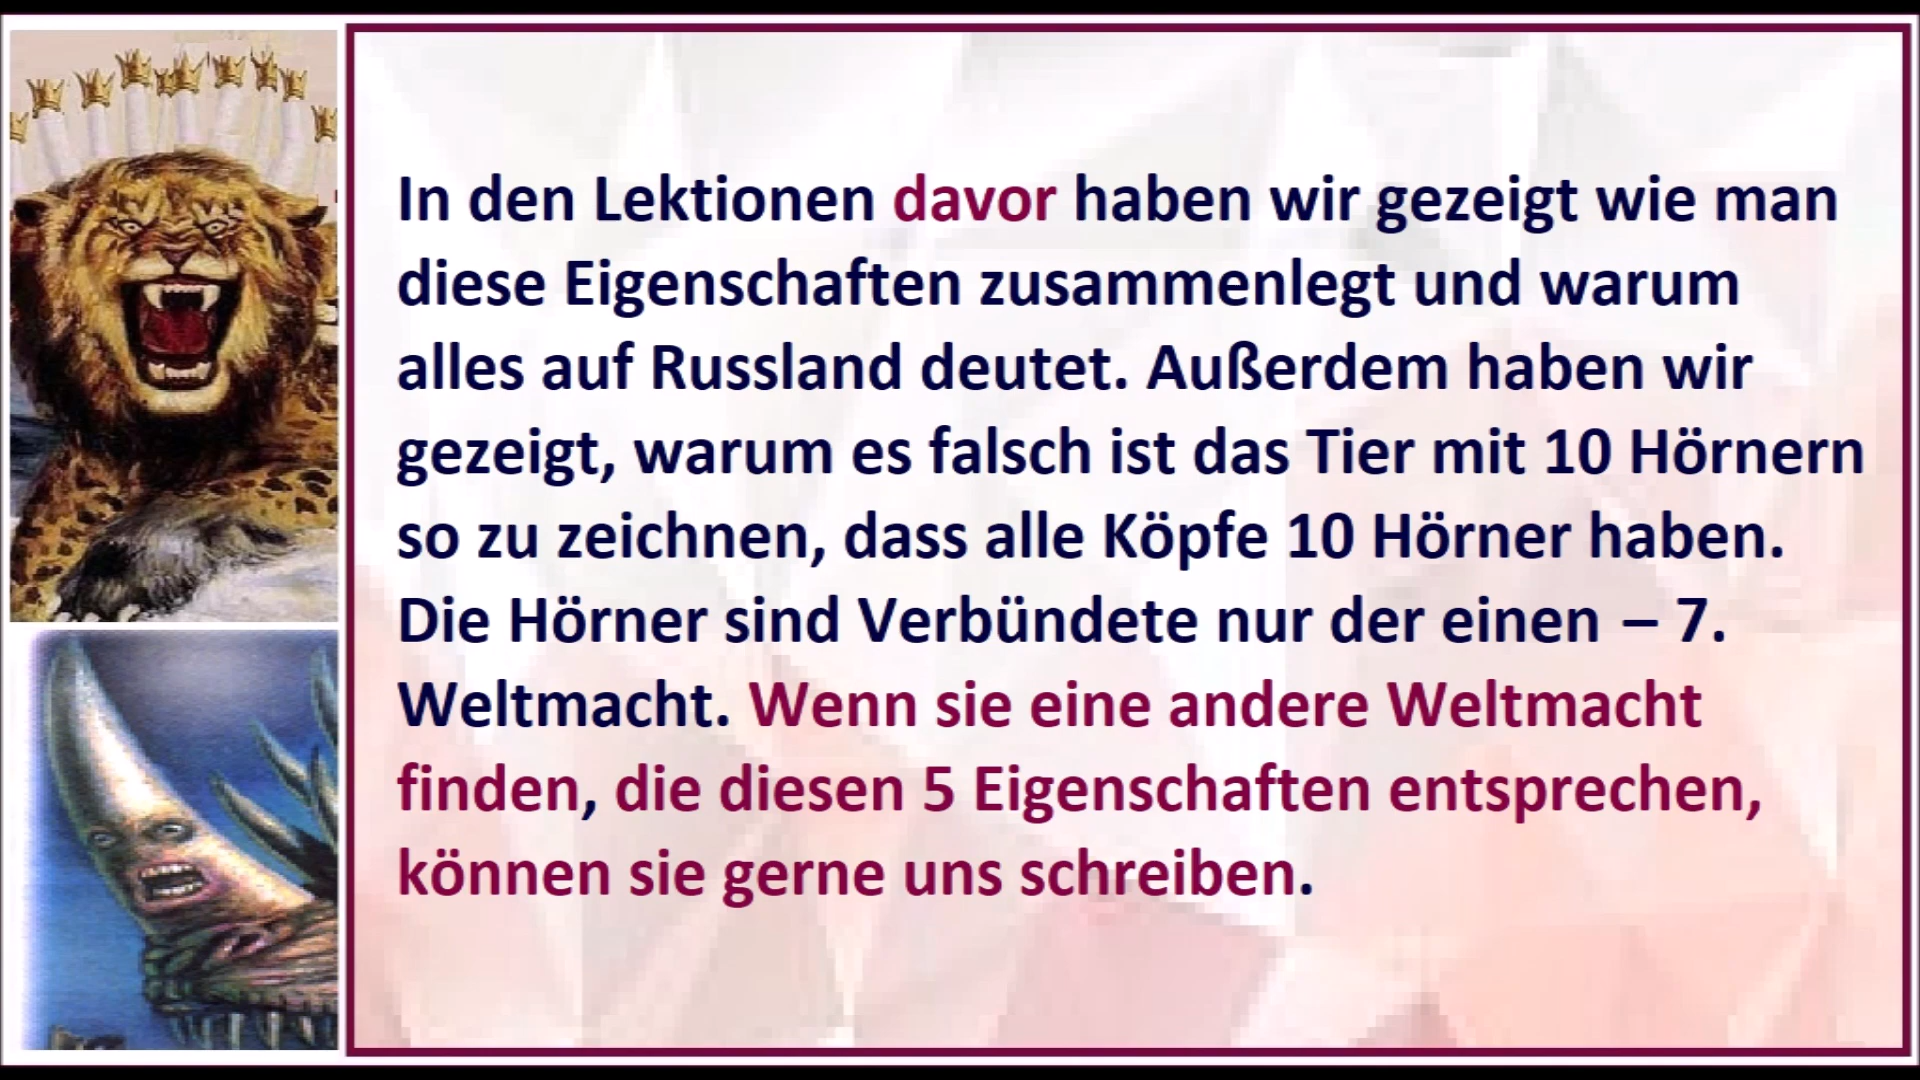 In den Lektionen davor haben wir gezeigt wie man
diese Eigenschaften zusammenlegt und warum
alles auf Russland deutet. Außerdem haben wir
gezeigt, warum es falsch ist das Tier mit 10 Hörnern
so zu zeichnen, dass alle Köpfe 10 Hörner haben.
Die Hörner sind Verbündete nur der einen – 7.
Weltmacht. Wenn sie eine andere Weltmacht
finden, die diesen 5 Eigenschaften entsprechen,
können sie gerne uns schreiben.